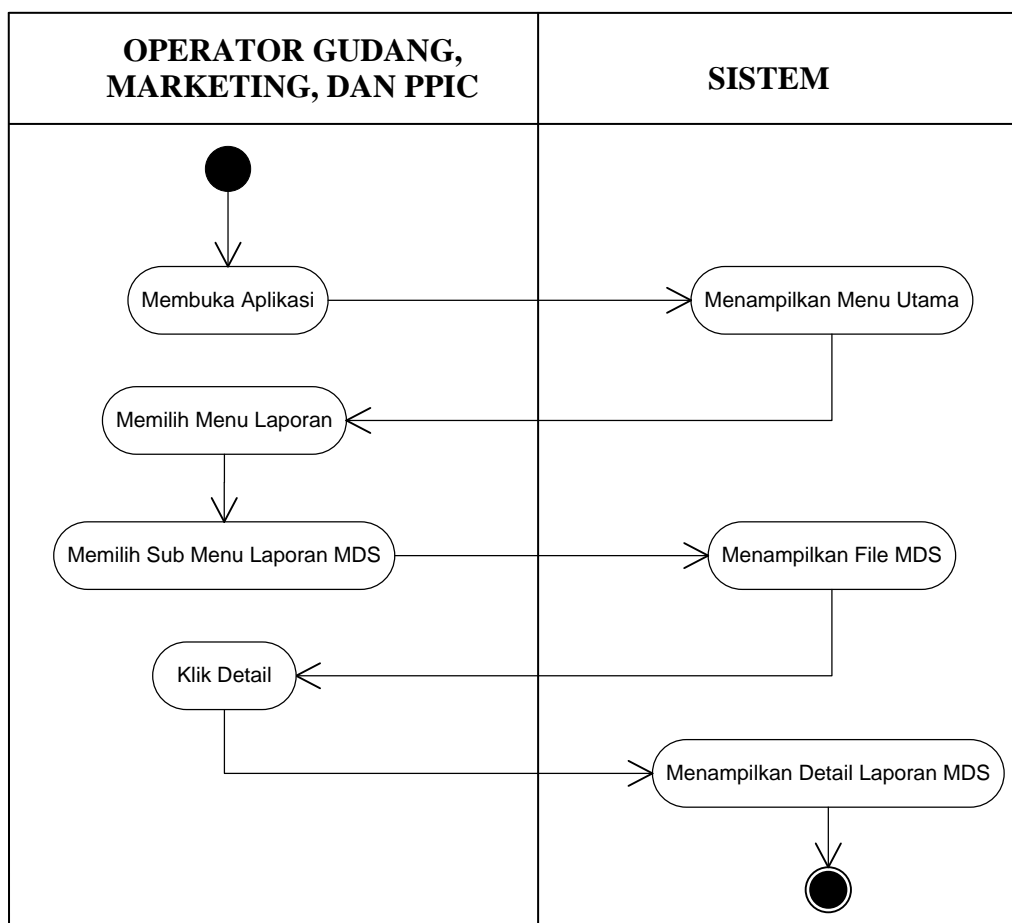 OPERATOR GUDANG,
MARKETING, DAN PPIC
SISTEM
Membuka Aplikasi
Menampilkan Menu Utama
Memilih Menu Laporan
Memilih Sub Menu Laporan MDS
Menampilkan File MDS
Klik Detail
Menampilkan Detail Laporan MDS